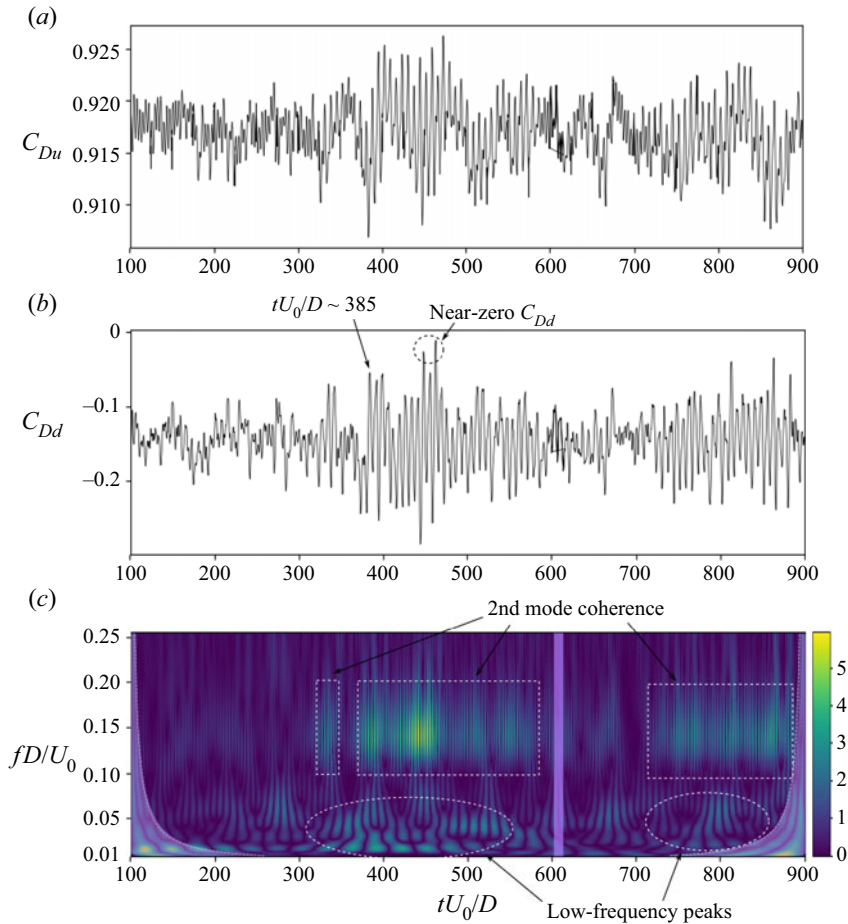 (a)
0.925
0.920
C_Du
0.915
0.910
100 200 300 400 500 600 700 800 900
(b)
tU_0/D ~ 385
Near-zero C_Dd
0
–0.1
C_Dd
–0.2
100 200 300 400 500 600 700 800 900
(c)
2nd mode coherence
0.25
0.20
0.15
fD/U_0
0.10
0.05
0.01
5
4
3
2
1
0
100 200 300 400 500 600 700 800 900
tU_0/D
Low-frequency peaks